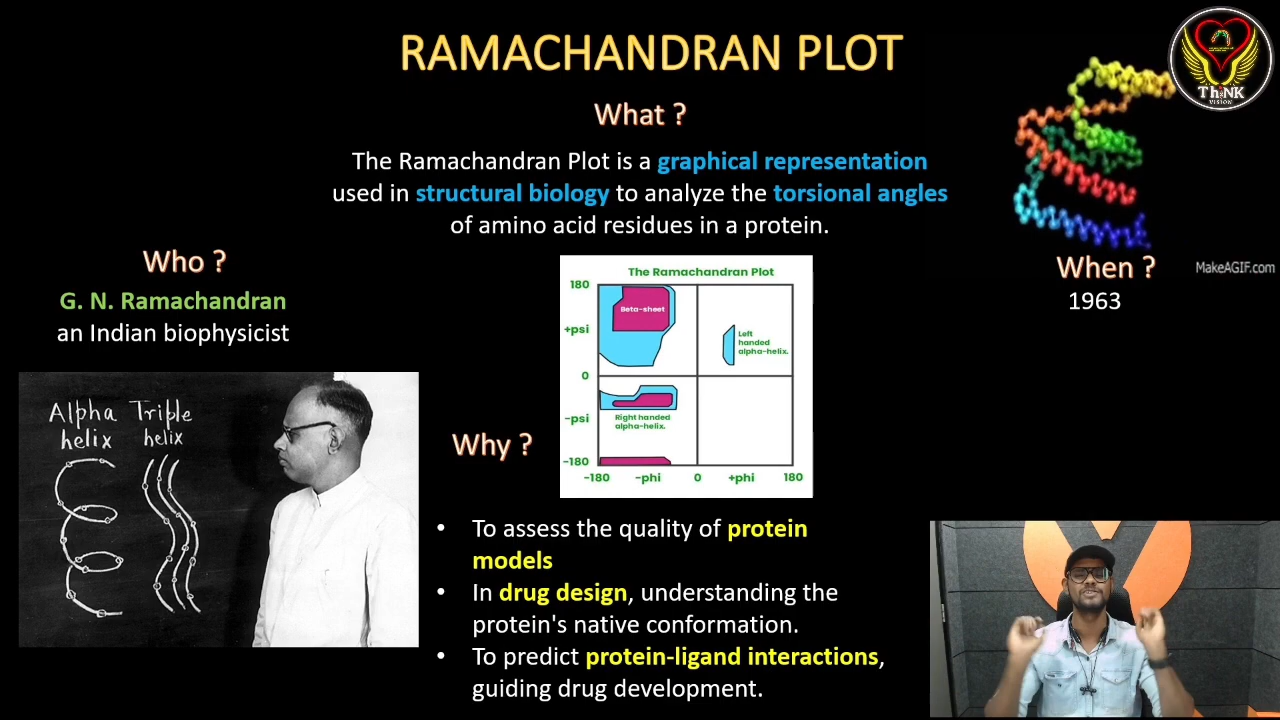 RAMACHANDRAN PLOT
What ?
The Ramachandran Plot is a graphical representation
used in structural biology to analyze the torsional angles
of amino acid residues in a protein.
Who ?
G. N. Ramachandran
an Indian biophysicist
Alpha Triple
helix helix
When ?
1963
MakeAGIF.com
ThiNK
VISION
The Ramachandran Plot
180
+psi
0
-psi
-180
Beta-sheet
Left
handed
alpha-helix.
Right handed
alpha-helix.
-180 -phi 0 +phi 180
Why ?
• To assess the quality of protein
models
• In drug design, understanding the
protein's native conformation.
• To predict protein-ligand interactions,
guiding drug development.